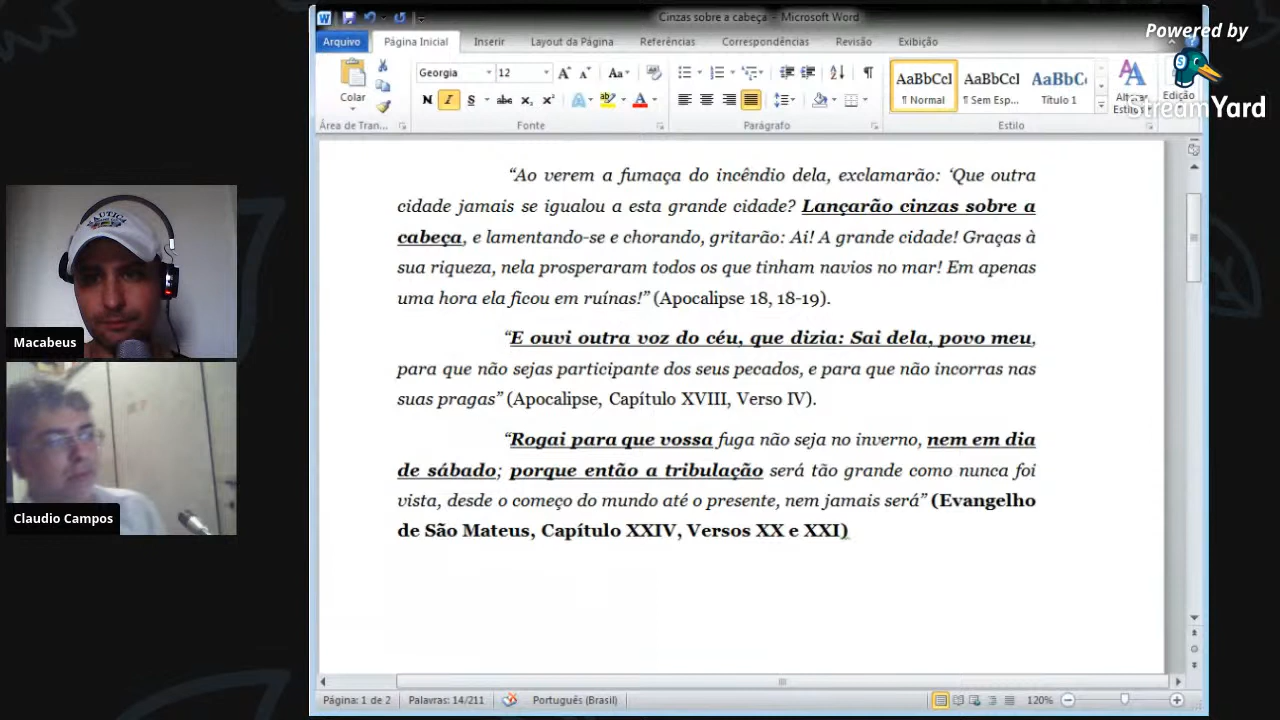 Cinzas sobre a cabeça - Microsoft Word
Powered by
StreamYard
Arquivo Página Inicial Inserir Layout da Página Referências Correspondências Revisão Exibição
Colar
Georgia 12 Aa
N I S abc x₂ x² A ab A
AaBbCcI AaBbCcI AaBbC
¶ Normal ¶ Sem Esp... Título 1
Alterar Estilos
Edição
Área de Tran... Fonte Parágrafo Estilo
“Ao verem a fumaça do incêndio dela, exclamarão: ‘Que outra
cidade jamais se igualou a esta grande cidade? Lançarão cinzas sobre a
cabeça, e lamentando-se e chorando, gritarão: Ai! A grande cidade! Graças à
sua riqueza, nela prosperaram todos os que tinham navios no mar! Em apenas
uma hora ela ficou em ruínas!” (Apocalipse 18, 18-19).
“E ouvi outra voz do céu, que dizia: Sai dela, povo meu,
para que não sejas participante dos seus pecados, e para que não incorras nas
suas pragas” (Apocalipse, Capítulo XVIII, Verso IV).
“Rogai para que vossa fuga não seja no inverno, nem em dia
de sábado; porque então a tribulação será tão grande como nunca foi
vista, desde o começo do mundo até o presente, nem jamais será” (Evangelho
de São Mateus, Capítulo XXIV, Versos XX e XXI)
NAUTICA
Macabeus
Claudio Campos
Página: 1 de 2 Palavras: 14/211 Português (Brasil) 120%